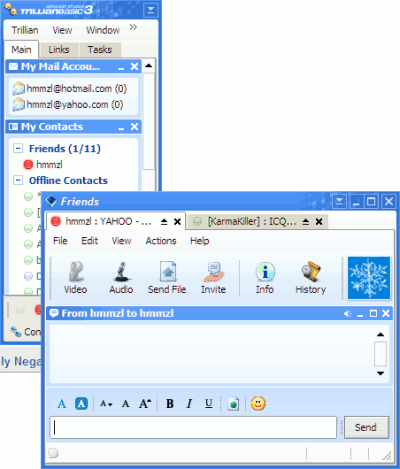 TRILLIANbasic 3
Trillian View Window »
Main Links Tasks
My Mail Accou...
hmmzl@hotmail.com (0)
hmmzl@yahoo.com (0)
My Contacts
Friends (1/11)
hmmzl
Offline Contacts
Con
ly Nega
Friends
hmmzl : YAHOO - ...
[KarmaKiller] : ICQ...
File Edit View Actions Help
Video Audio Send File Invite Info History
From hmmzl to hmmzl
A A A A A B I U
Send